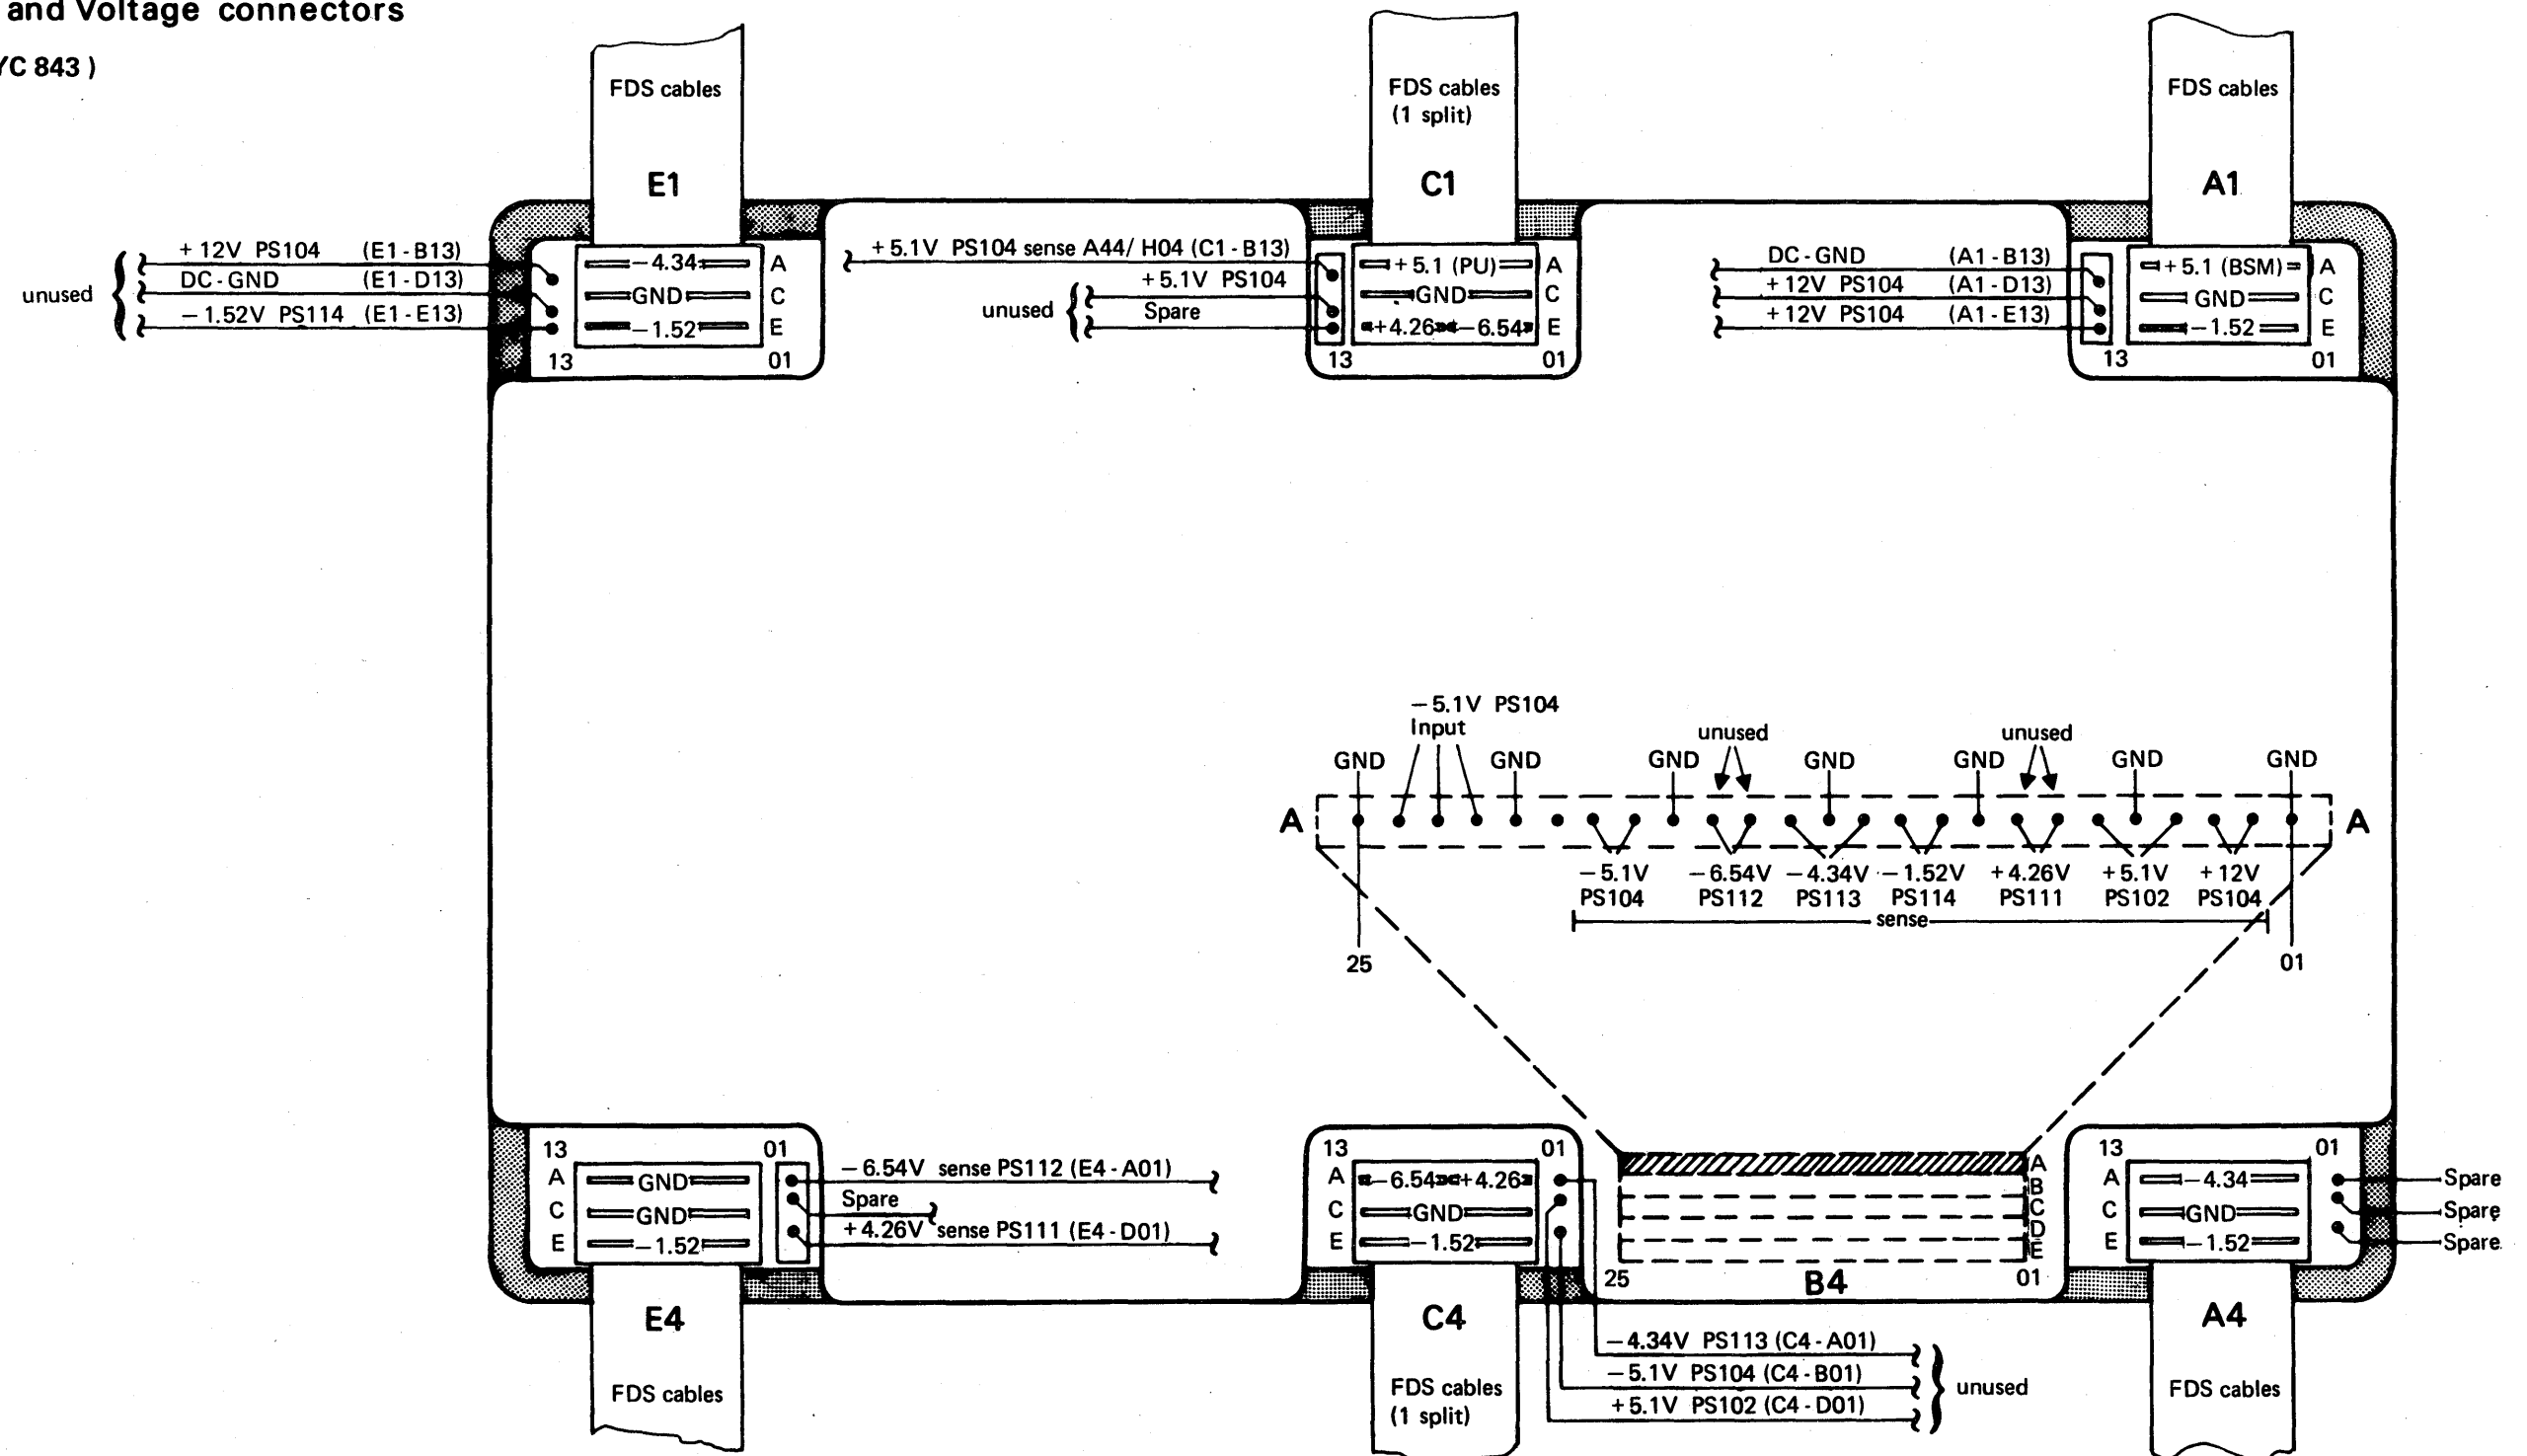 and Voltage connectors
YC 843 )
FDS cables
E1
FDS cables
(1 split)
C1
FDS cables
A1
unused
+ 12V PS104 (E1 - B13)
DC - GND (E1 - D13)
− 1.52V PS114 (E1 - E13)
− 4.34 A
GND C
− 1.52 E
13 01
+ 5.1V PS104 sense A44/ H04 (C1 - B13)
unused
+ 5.1V PS104
Spare
+ 5.1 (PU) A
GND C
+4.26 − 6.54 E
13 01
DC - GND (A1 - B13)
+ 12V PS104 (A1 - D13)
+ 12V PS104 (A1 - E13)
+ 5.1 (BSM) A
GND C
− 1.52 E
13 01
− 5.1V PS104
Input
unused unused
GND GND GND GND GND GND GND
A A
− 5.1V − 6.54V − 4.34V − 1.52V + 4.26V + 5.1V + 12V
PS104 PS112 PS113 PS114 PS111 PS102 PS104
sense
25 01
13 01
A GND
C GND
E − 1.52
− 6.54V sense PS112 (E4 - A01)
Spare
+ 4.26V sense PS111 (E4 - D01)
E4
FDS cables
13 01
A − 6.54 + 4.26
C GND
E − 1.52
C4
FDS cables
(1 split)
A
B
C
D
E
25 01
B4
− 4.34V PS113 (C4 - A01)
− 5.1V PS104 (C4 - B01)
+ 5.1V PS102 (C4 - D01)
unused
13 01
A − 4.34
C GND
E − 1.52
Spare
Spare
Spare
A4
FDS cables